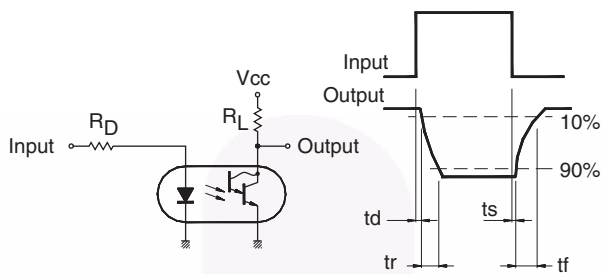 Vcc
RD
RL
Input
Output
Input
Output
10%
90%
td
ts
tr
tf